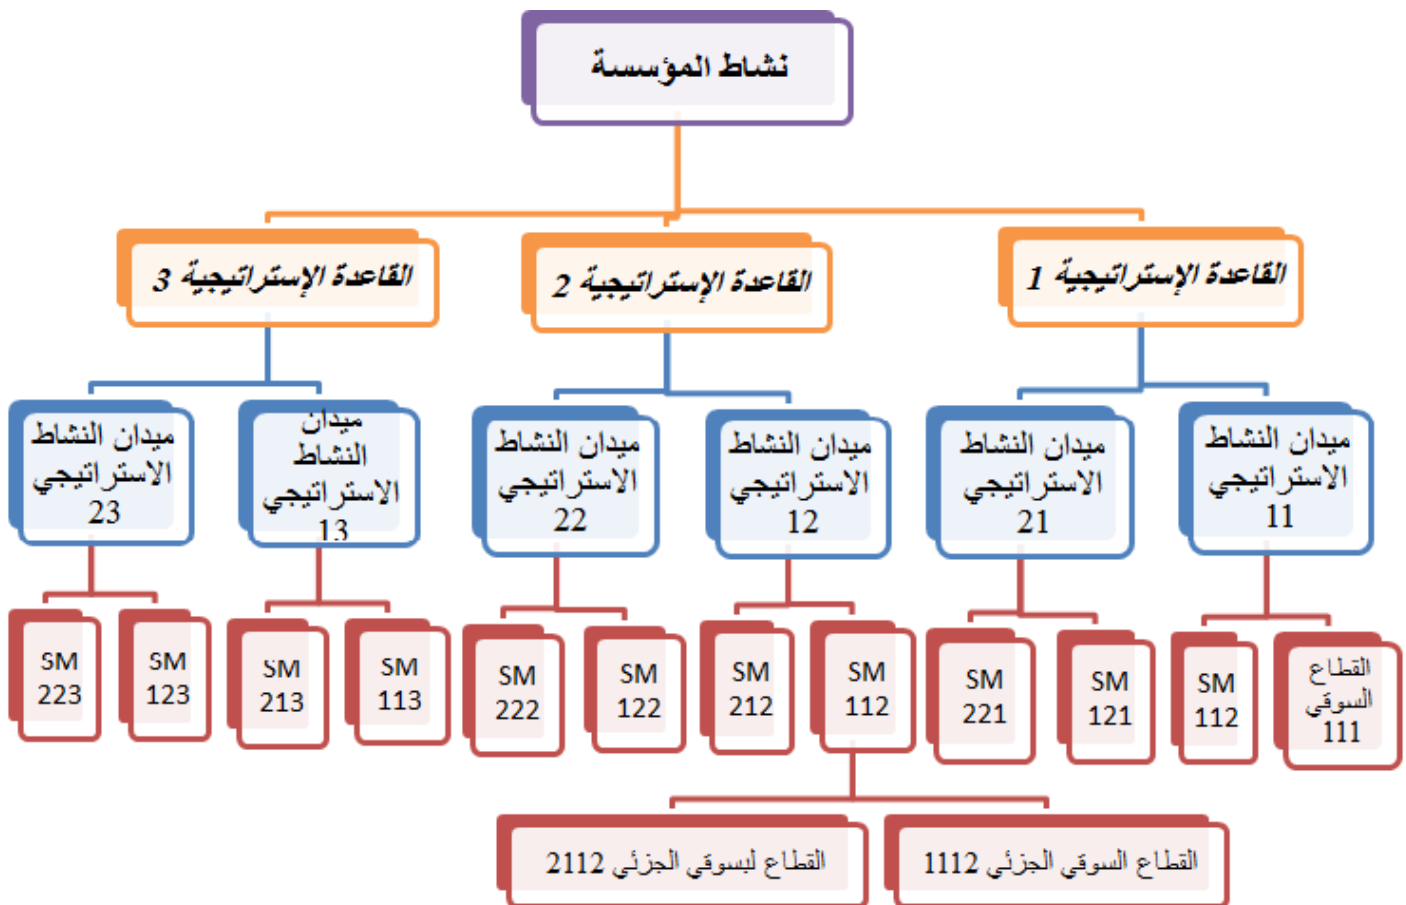 نشاط المؤسسة
القاعدة الإستراتيجية 1
القاعدة الإستراتيجية 2
القاعدة الإستراتيجية 3
ميدان النشاط
الاستراتيجي
11
ميدان النشاط
الاستراتيجي
21
ميدان النشاط
الاستراتيجي
12
ميدان النشاط
الاستراتيجي
22
ميدان
النشاط
الاستراتيجي
13
ميدان النشاط
الاستراتيجي
23
القطاع
السوقي
111
SM
112
SM
121
SM
221
SM
112
SM
212
SM
122
SM
222
SM
113
SM
213
SM
123
SM
223
القطاع السوقي الجزئي 1112
القطاع لبسوقي الجزئي 2112